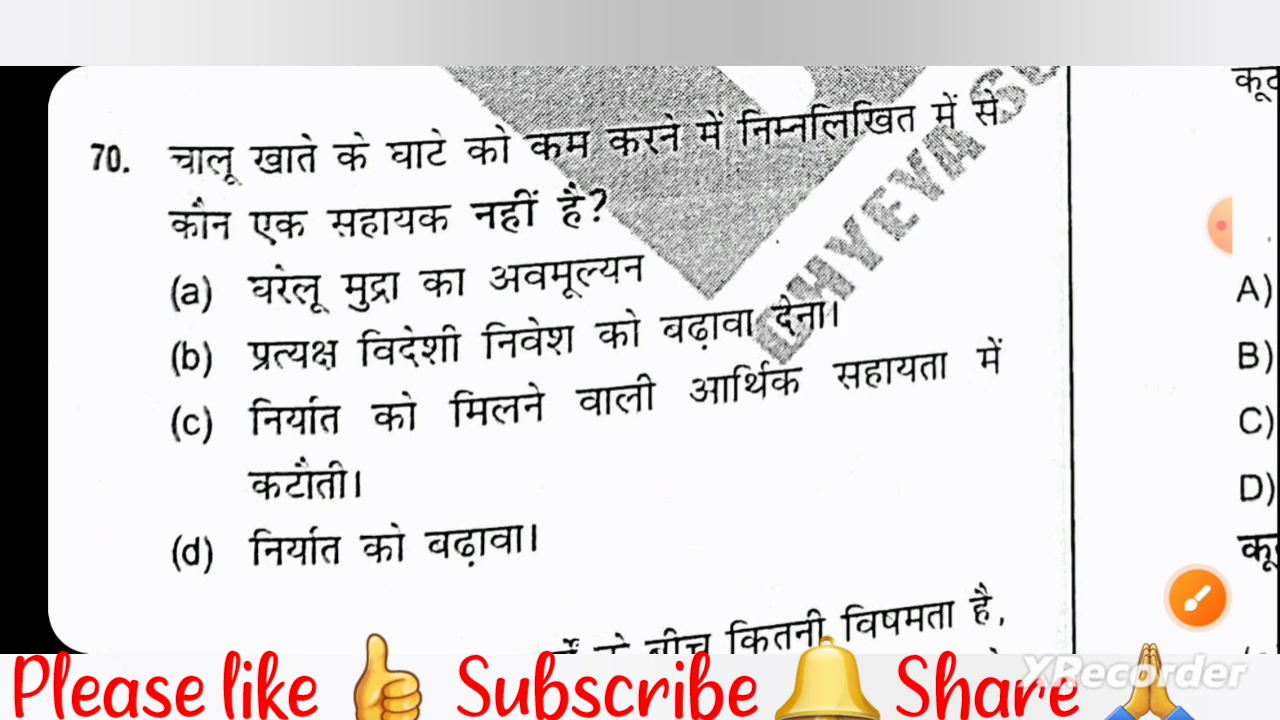 70. चालू खाते के घाटे को कम करने में निम्नलिखित में से
कौन एक सहायक नहीं है?
(a) घरेलू मुद्रा का अवमूल्यन
(b) प्रत्यक्ष विदेशी निवेश को बढ़ावा देना।
(c) निर्यात को मिलने वाली आर्थिक सहायता में
कटौती।
(d) निर्यात को बढ़ावा।
बीच कितनी विषमता है,
DHYEYA
A)
B)
C)
D)
Please like Subscribe Share
XRecorder